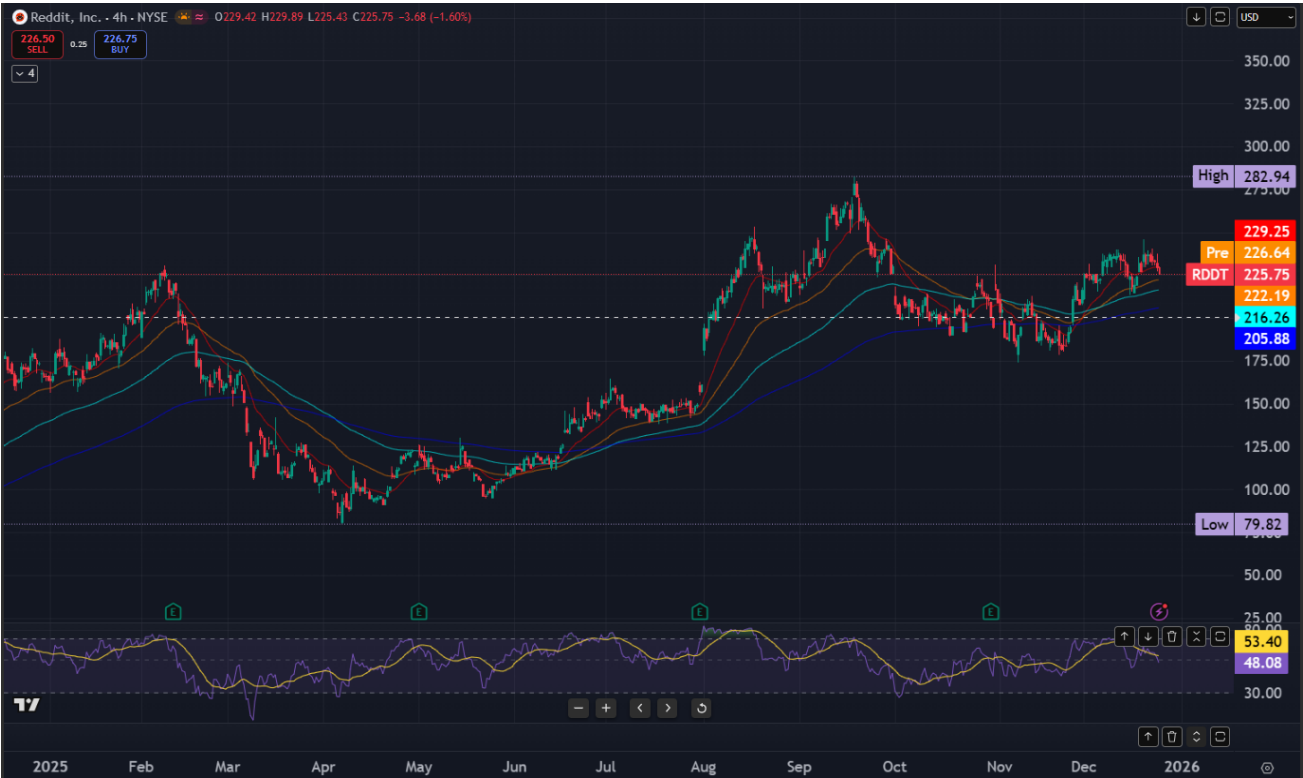 Reddit, Inc. · 4h · NYSE O229.42 H229.89 L225.43 C225.75 −3.68 (−1.60%)
USD
226.50 SELL
0.25
226.75 BUY
4
350.00
325.00
300.00
High 282.94
275.00
229.25
Pre 226.64
RDDT 225.75
222.19
216.26
205.88
175.00
150.00
125.00
100.00
Low 79.82
75.00
50.00
25.00
E E E E
80.00
53.40
48.08
30.00
2025 Feb Mar Apr May Jun Jul Aug Sep Oct Nov Dec 2026